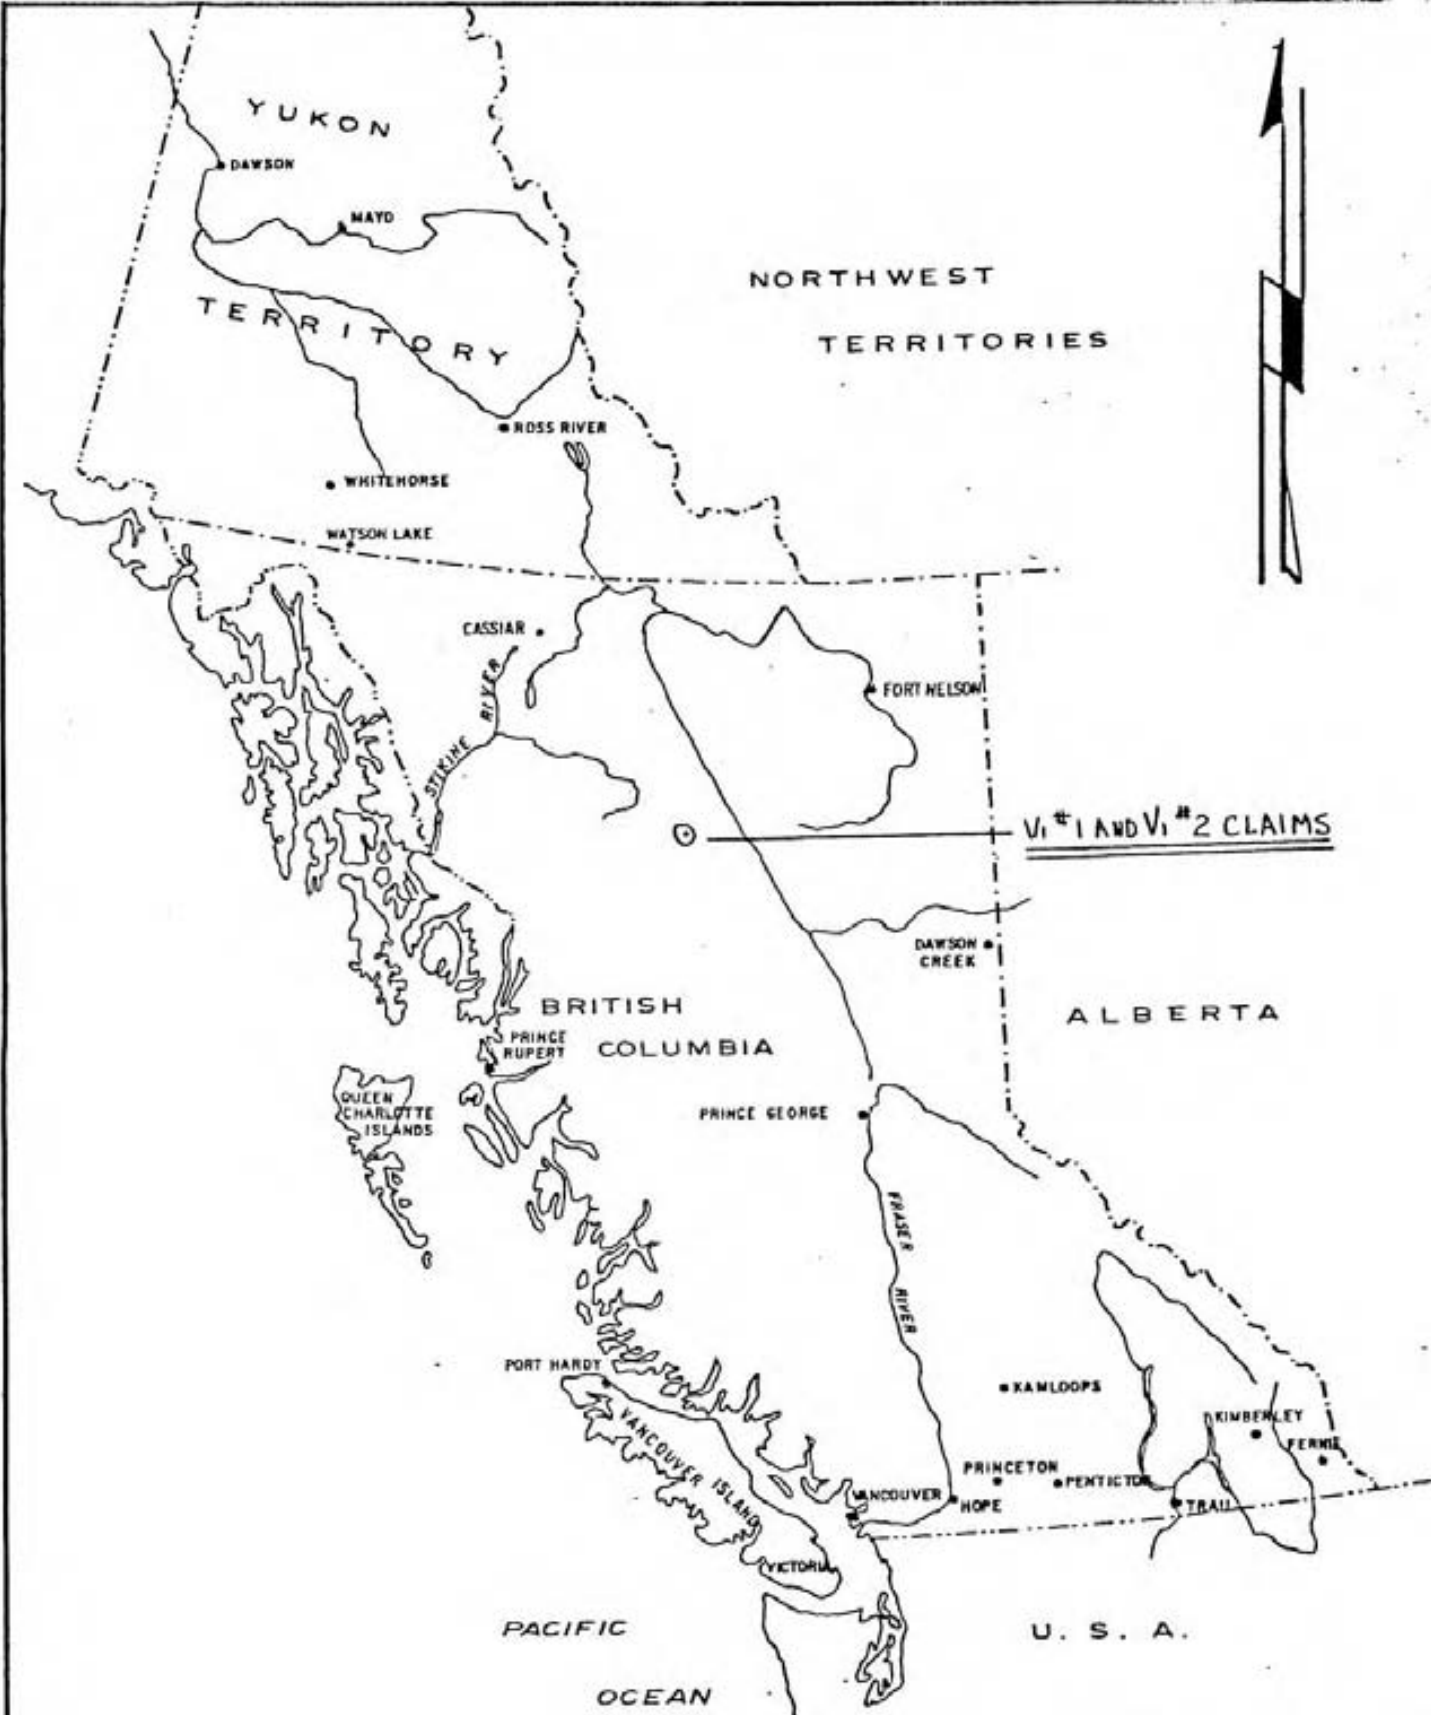 YUKON
DAWSON
MAYO
NORTHWEST
TERRITORY
TERRITORIES
ROSS RIVER
WHITEHORSE
WATSON LAKE
CASSIAR
STIKINE RIVER
FORT NELSON
Vi #1 AND Vi #2 CLAIMS
DAWSON
CREEK
BRITISH
COLUMBIA
ALBERTA
PRINCE
RUPERT
QUEEN
CHARLOTTE
ISLANDS
PRINCE GEORGE
FRASER RIVER
PORT HARDY
KAMLOOPS
VANCOUVER ISLAND
KIMBERLEY
FERNIE
PRINCETON
PENTICTON
VANCOUVER
HOPE
TRAIL
VICTORIA
PACIFIC
OCEAN
U. S. A.